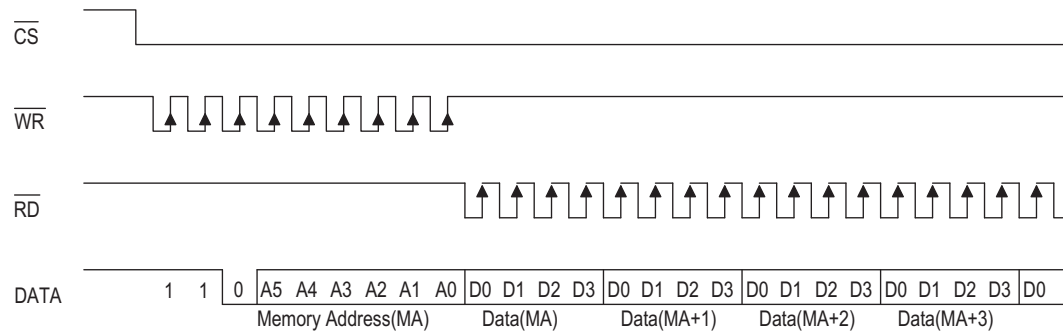 CS
WR
RD
DATA 1 1 0 A5 A4 A3 A2 A1 A0 D0 D1 D2 D3 D0 D1 D2 D3 D0 D1 D2 D3 D0 D1 D2 D3 D0
Memory Address(MA) Data(MA) Data(MA+1) Data(MA+2) Data(MA+3)